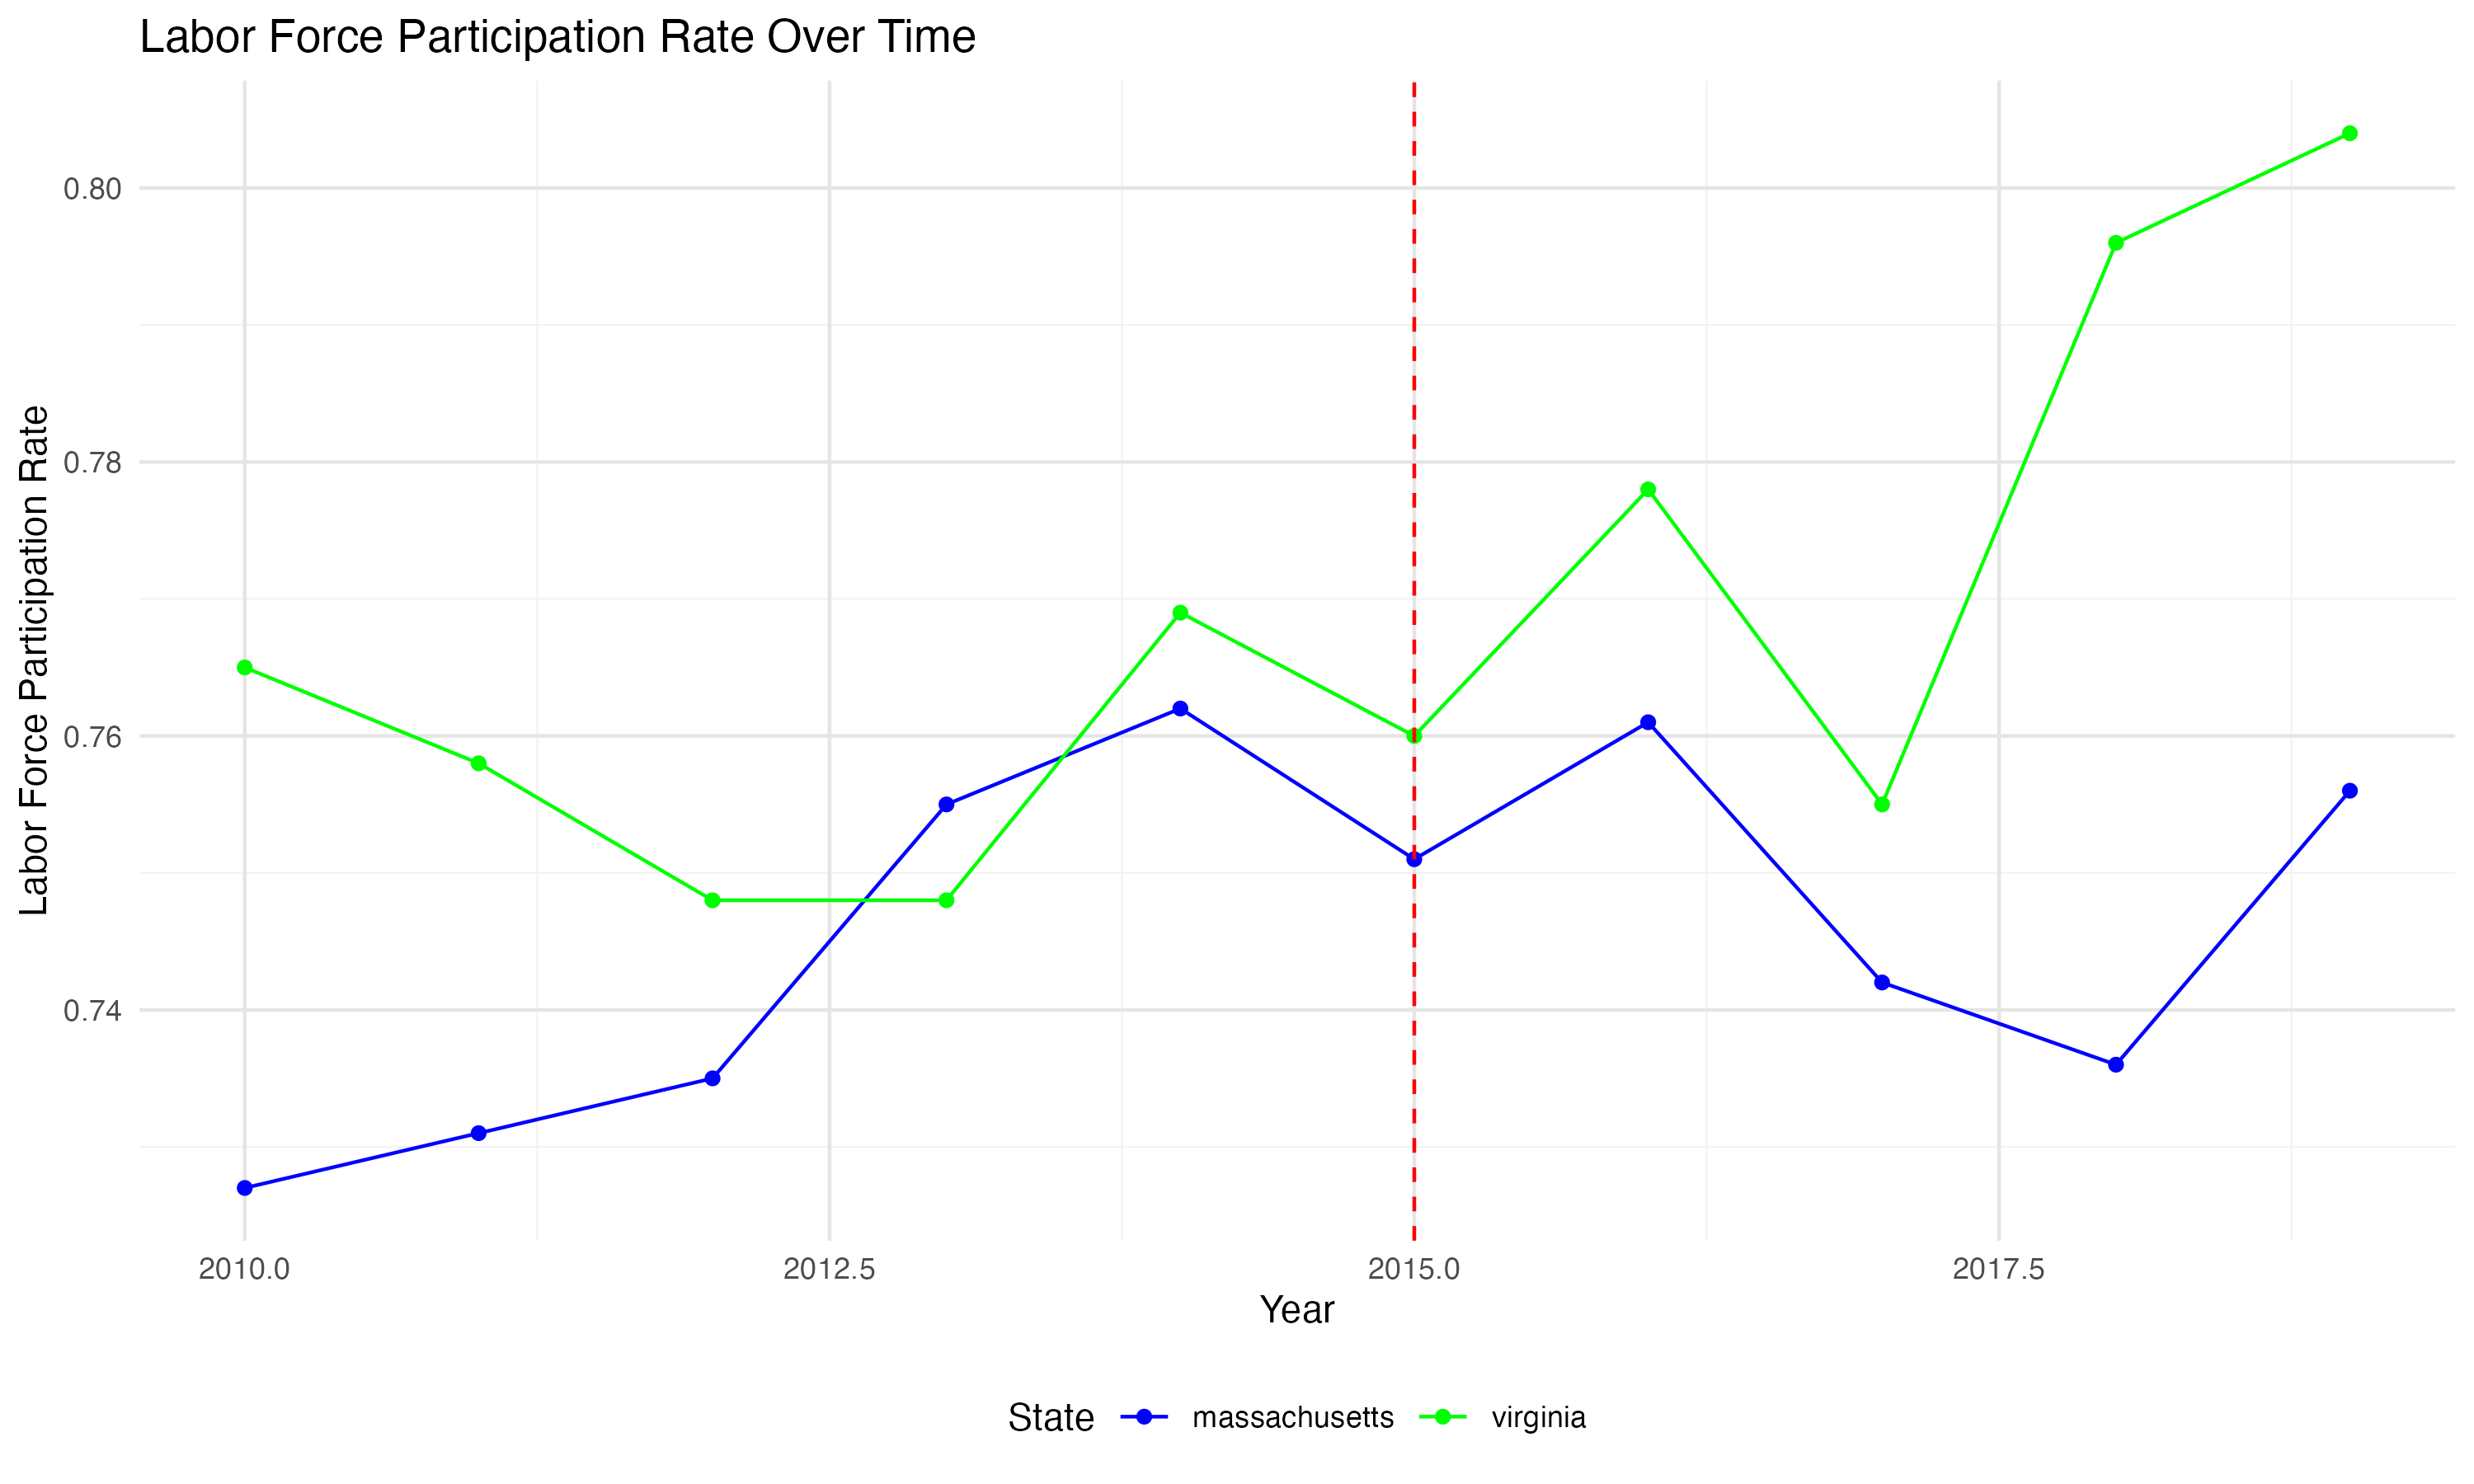 Labor Force Participation Rate Over Time
Labor Force Participation Rate
0.80
0.78
0.76
0.74
2010.0 2012.5 2015.0 2017.5
Year
State massachusetts virginia